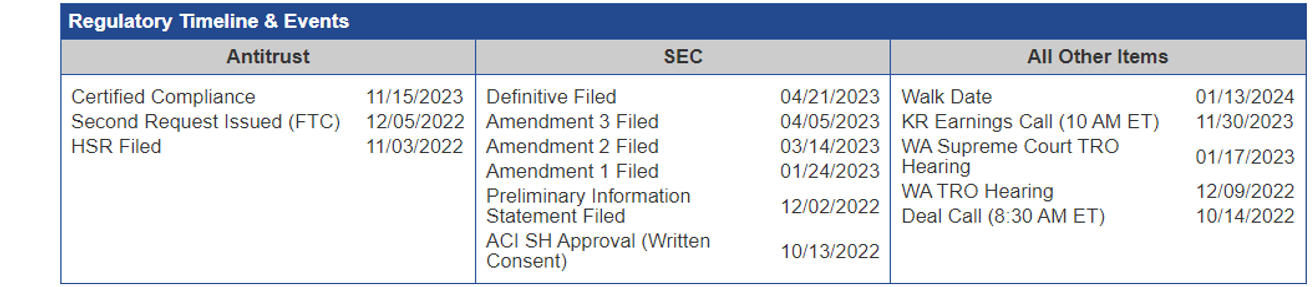 Regulatory Timeline & Events
Antitrust
Certified Compliance 11/15/2023
Second Request Issued (FTC) 12/05/2022
HSR Filed 11/03/2022
SEC
Definitive Filed 04/21/2023
Amendment 3 Filed 04/05/2023
Amendment 2 Filed 03/14/2023
Amendment 1 Filed 01/24/2023
Preliminary Information
Statement Filed 12/02/2022
ACI SH Approval (Written
Consent) 10/13/2022
All Other Items
Walk Date 01/13/2024
KR Earnings Call (10 AM ET) 11/30/2023
WA Supreme Court TRO
Hearing 01/17/2023
WA TRO Hearing 12/09/2022
Deal Call (8:30 AM ET) 10/14/2022